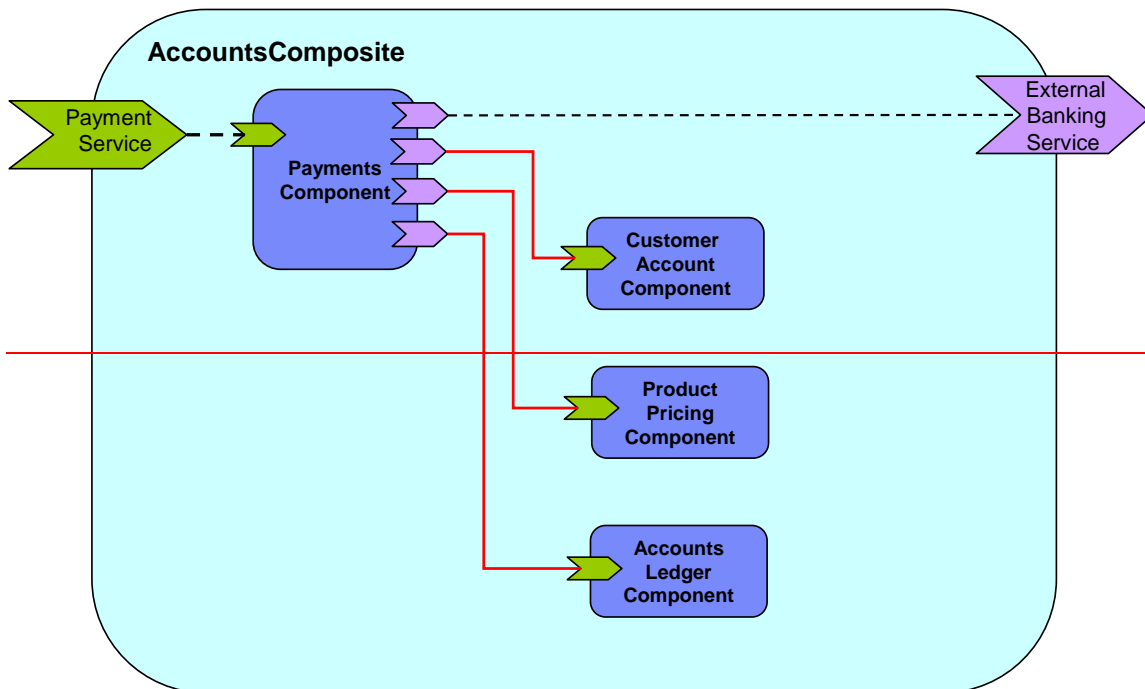 AccountsComposite
Payment
Service
External
Banking
Service
Payments
Component
Customer
Account
Component
Product
Pricing
Component
Accounts
Ledger
Component